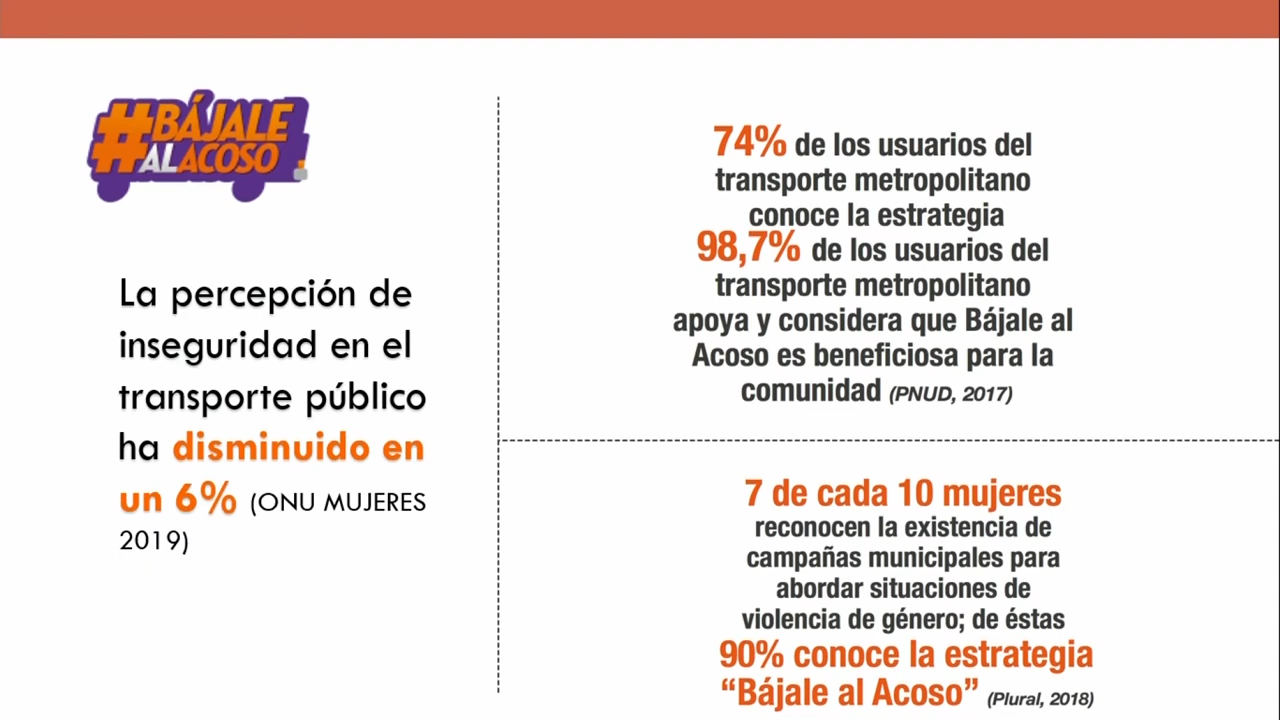 #BÁJALE
ALACOSO
La percepción de
inseguridad en el
transporte público
ha disminuido en
un 6% (ONU MUJERES
2019)
74% de los usuarios del
transporte metropolitano
conoce la estrategia
98,7% de los usuarios del
transporte metropolitano
apoya y considera que Bájale al
Acoso es beneficiosa para la
comunidad (PNUD, 2017)
7 de cada 10 mujeres
reconocen la existencia de
campañas municipales para
abordar situaciones de
violencia de género; de éstas
90% conoce la estrategia
“Bájale al Acoso” (Plural, 2018)